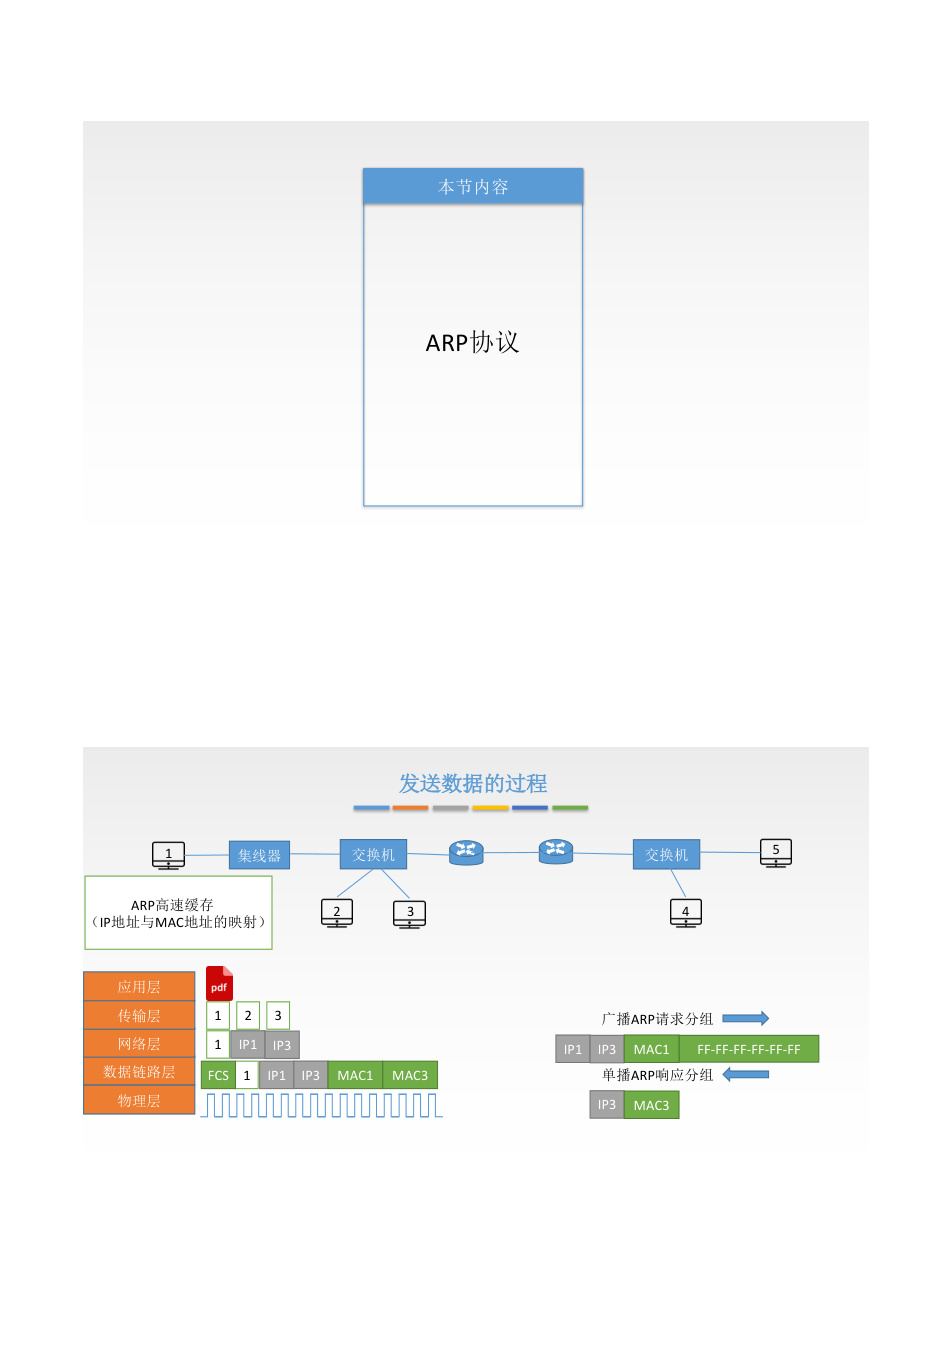 本节内容
ARP协议
发送数据的过程
1
集线器
交换机
交换机
5
ARP高速缓存
（IP地址与MAC地址的映射）
2
3
4
应用层
pdf
传输层
1 2 3
网络层
1 IP1 IP3
数据链路层
FCS 1 IP1 IP3 MAC1 MAC3
物理层
广播ARP请求分组
IP1 IP3 MAC1 FF-FF-FF-FF-FF-FF
单播ARP响应分组
IP3 MAC3